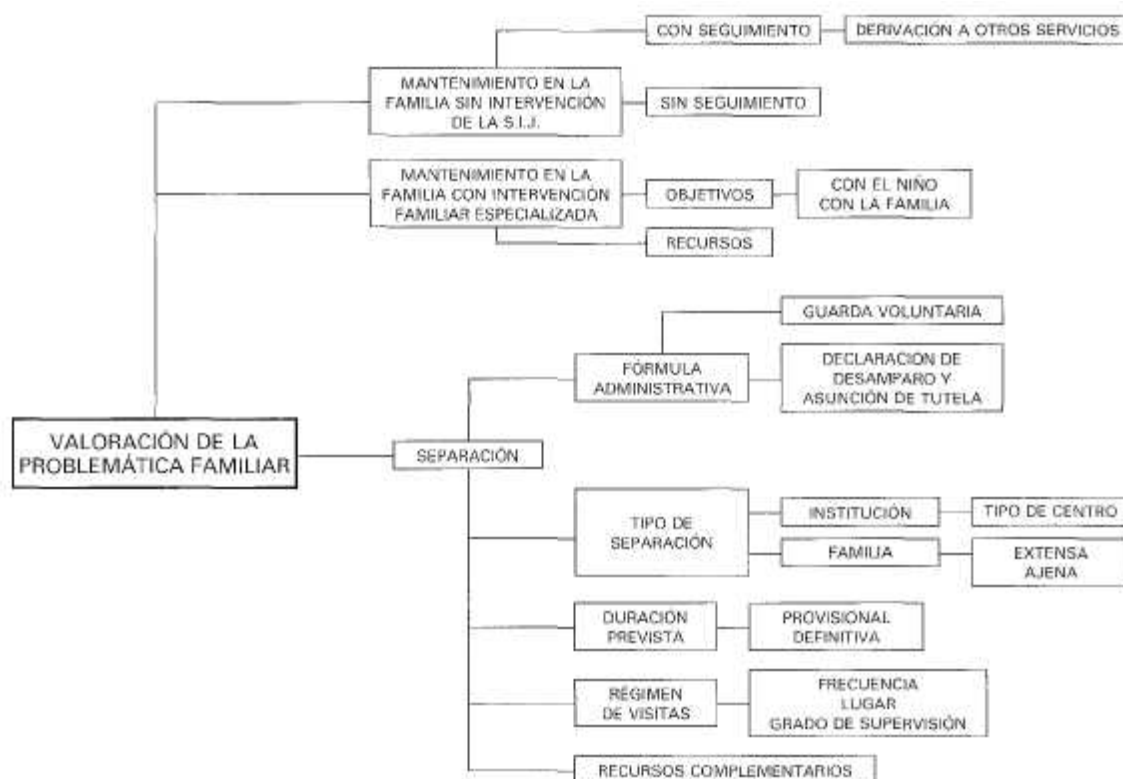 CON SEGUIMIENTO
DERIVACIÓN A OTROS SERVICIOS
MANTENIMIENTO EN LA
FAMILIA SIN INTERVENCIÓN
DE LA S.I.J.
SIN SEGUIMIENTO
MANTENIMIENTO EN LA
FAMILIA CON INTERVENCIÓN
FAMILIAR ESPECIALIZADA
OBJETIVOS
CON EL NIÑO
CON LA FAMILIA
RECURSOS
GUARDA VOLUNTARIA
FÓRMULA
ADMINISTRATIVA
DECLARACIÓN DE
DESAMPARO Y
ASUNCIÓN DE TUTELA
VALORACIÓN DE LA
PROBLEMÁTICA FAMILIAR
SEPARACIÓN
TIPO DE
SEPARACIÓN
INSTITUCIÓN
TIPO DE CENTRO
FAMILIA
EXTENSA
AJENA
DURACIÓN
PREVISTA
PROVISIONAL
DEFINITIVA
RÉGIMEN
DE VISITAS
FRECUENCIA
LUGAR
GRADO DE SUPERVISIÓN
RECURSOS COMPLEMENTARIOS